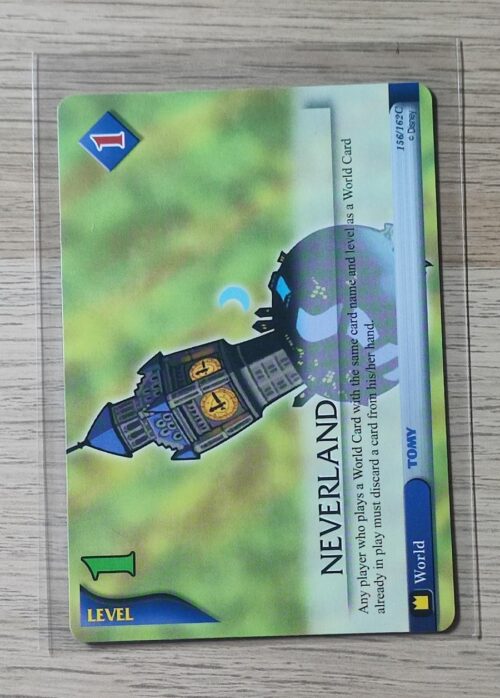 LEVEL
1
1
NEVERLAND
Any player who plays a World Card with the same card name and level as a World Card
already in play must discard a card from his/her hand.
World
TOMY
156/162C
© Disney